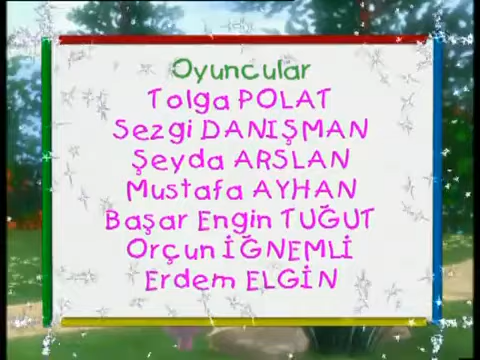 Oyuncular
Tolga POLAT
Sezgi DANIŞMAN
Şeyda ARSLAN
Mustafa AYHAN
Başar Engin TUĞUT
Orçun İĞNEMLİ
Erdem ELGİN